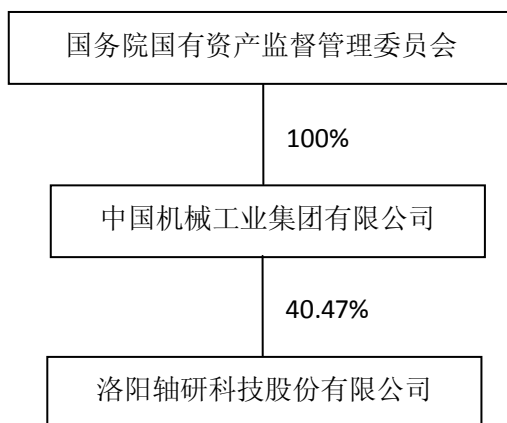 国务院国有资产监督管理委员会
100%
中国机械工业集团有限公司
40.47%
洛阳轴研科技股份有限公司